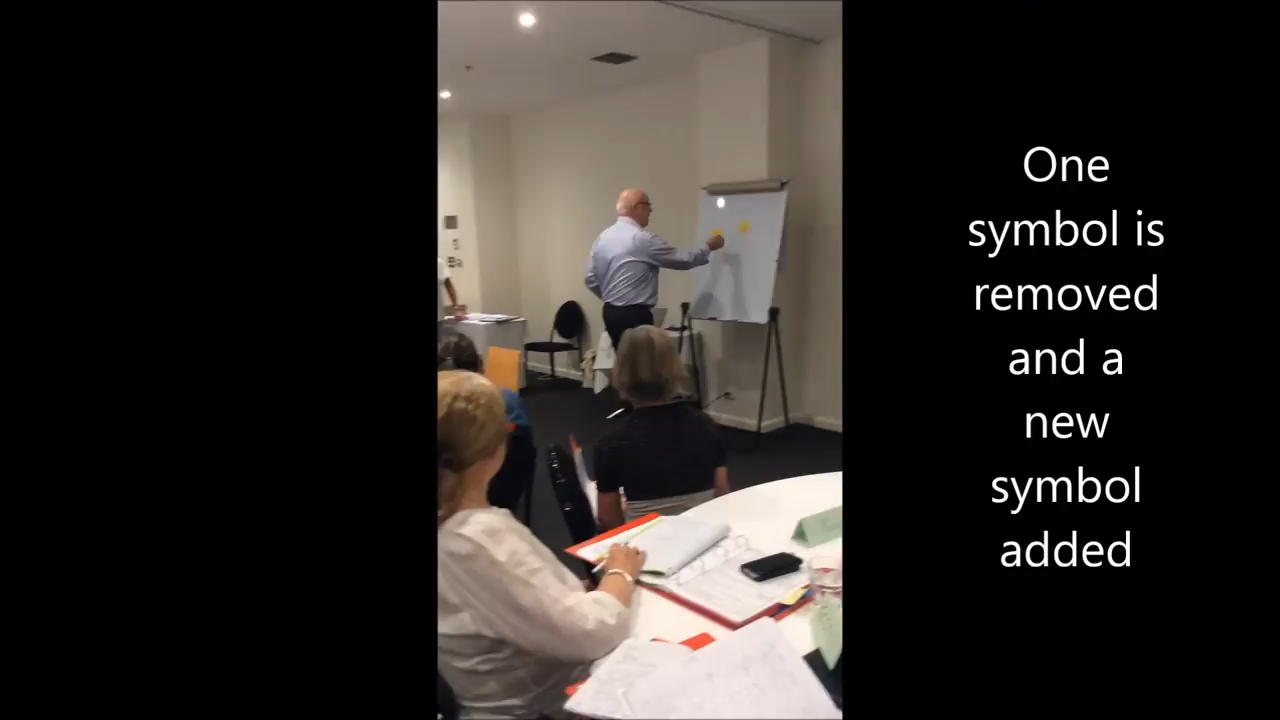 One
symbol is
removed
and a
new
symbol
added